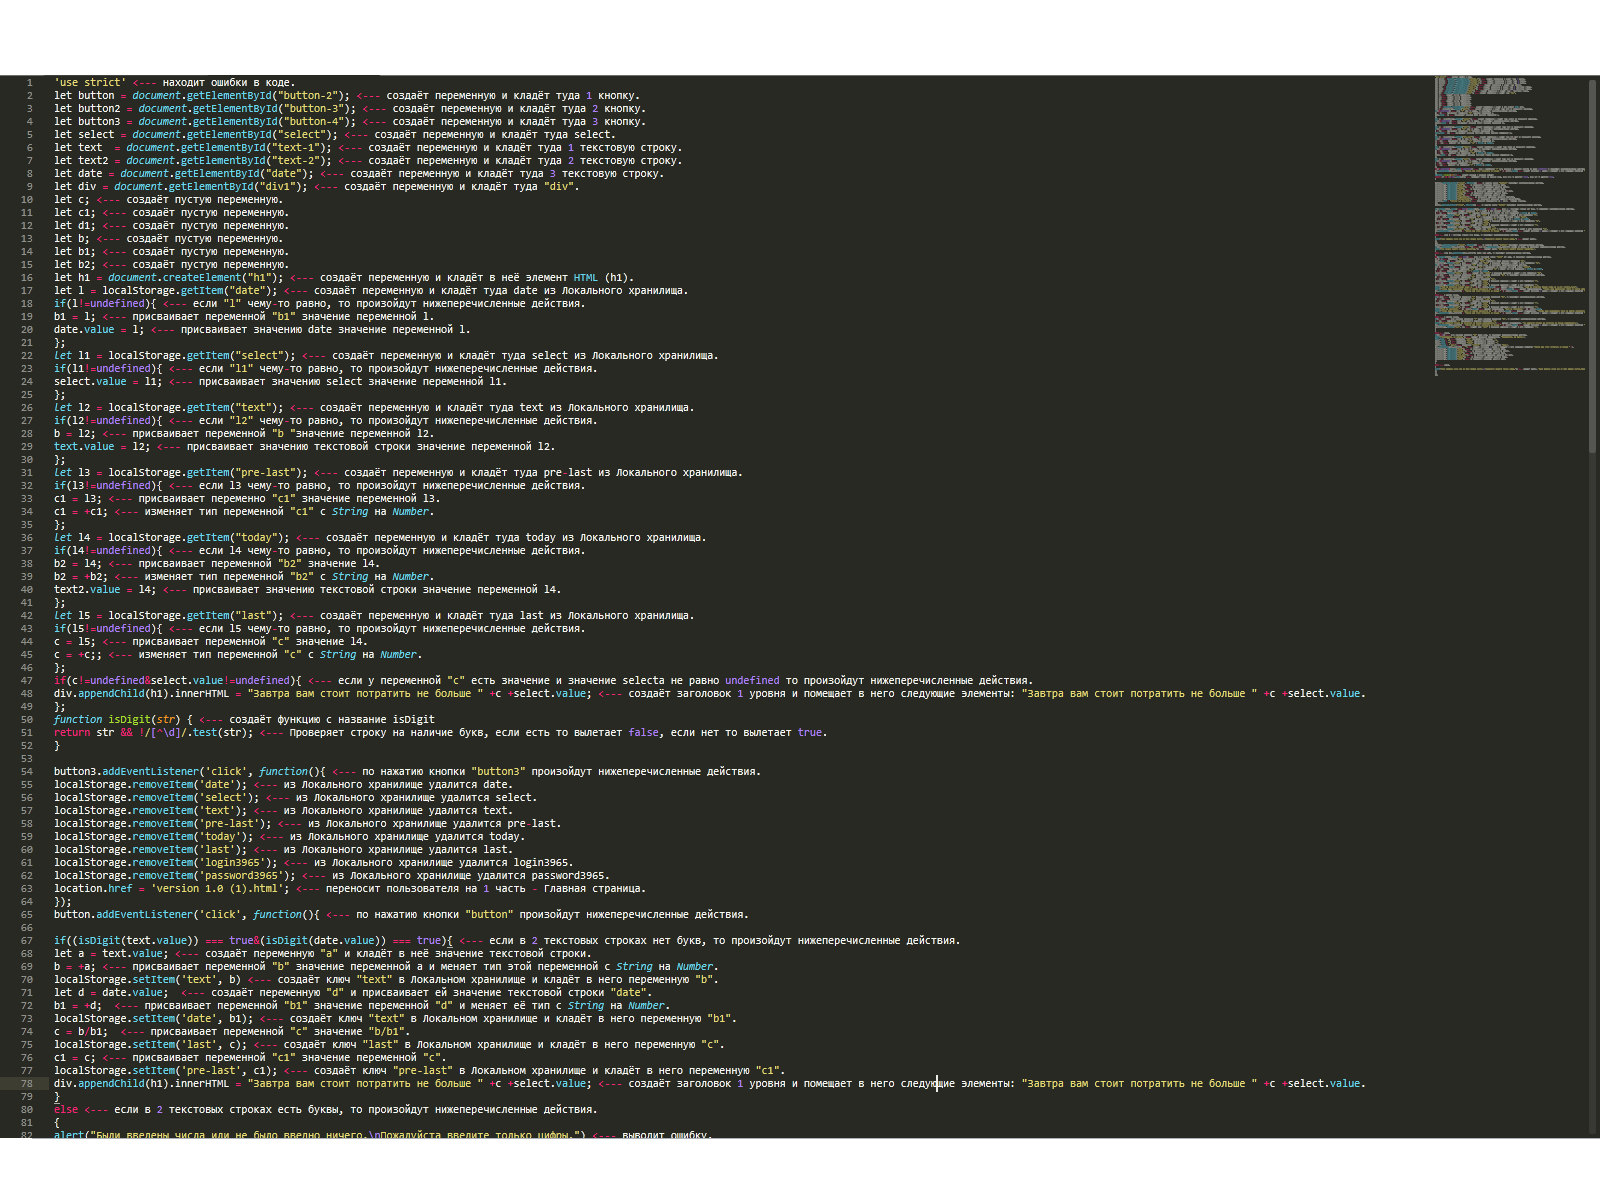 1 'use strict' <--- находит ошибки в коде.
2 let button = document.getElementById("button-2"); <--- создаёт переменную и кладёт туда 1 кнопку.
3 let button2 = document.getElementById("button-3"); <--- создаёт переменную и кладёт туда 2 кнопку.
4 let button3 = document.getElementById("button-4"); <--- создаёт переменную и кладёт туда 3 кнопку.
5 let select = document.getElementById("select"); <--- создаёт переменную и кладёт туда select.
6 let text  = document.getElementById("text-1"); <--- создаёт переменную и кладёт туда 1 текстовую строку.
7 let text2 = document.getElementById("text-2"); <--- создаёт переменную и кладёт туда 2 текстовую строку.
8 let date = document.getElementById("date"); <--- создаёт переменную и кладёт туда 3 текстовую строку.
9 let div = document.getElementById("div1"); <--- создаёт переменную и кладёт туда "div".
10 let c; <--- создаёт пустую переменную.
11 let c1; <--- создаёт пустую переменную.
12 let d1; <--- создаёт пустую переменную.
13 let b; <--- создаёт пустую переменную.
14 let b1; <--- создаёт пустую переменную.
15 let b2; <--- создаёт пустую переменную.
16 let h1 = document.createElement("h1"); <--- создаёт переменную и кладёт в неё элемент HTML (h1).
17 let l = localStorage.getItem("date"); <--- создаёт переменную и кладёт туда date из Локального хранилища.
18 if(l!=undefined){ <--- если "l" чему-то равно, то произойдут нижеперечисленные действия.
19 b1 = l; <--- присваивает переменной "b1" значение переменной l.
20 date.value = l; <--- присваивает значению date значение переменной l.
21 };
22 let l1 = localStorage.getItem("select"); <--- создаёт переменную и кладёт туда select из Локального хранилища.
23 if(l1!=undefined){ <--- если "l1" чему-то равно, то произойдут нижеперечисленные действия.
24 select.value = l1; <--- присваивает значению select значение переменной l1.
25 };
26 let l2 = localStorage.getItem("text"); <--- создаёт переменную и кладёт туда text из Локального хранилища.
27 if(l2!=undefined){ <--- если "l2" чему-то равно, то произойдут нижеперечисленные действия.
28 b = l2; <--- присваивает переменной "b "значение переменной l2.
29 text.value = l2; <--- присваивает значению текстовой строки значение переменной l2.
30 };
31 let l3 = localStorage.getItem("pre-last"); <--- создаёт переменную и кладёт туда pre-last из Локального хранилища.
32 if(l3!=undefined){ <--- если l3 чему-то равно, то произойдут нижеперечисленные действия.
33 c1 = l3; <--- присваивает переменно "c1" значение переменной l3.
34 c1 = +c1; <--- изменяет тип переменной "c1" с String на Number.
35 };
36 let l4 = localStorage.getItem("today"); <--- создаёт переменную и кладёт туда today из Локального хранилища.
37 if(l4!=undefined){ <--- если l4 чему-то равно, то произойдут нижеперечисленные действия.
38 b2 = l4; <--- присваивает переменной "b2" значение l4.
39 b2 = +b2; <--- изменяет тип переменной "b2" с String на Number.
40 text2.value = l4; <--- присваивает значению текстовой строки значение переменной l4.
41 };
42 let l5 = localStorage.getItem("last"); <--- создаёт переменную и кладёт туда last из Локального хранилища.
43 if(l5!=undefined){ <--- если l5 чему-то равно, то произойдут нижеперечисленные действия.
44 c = l5; <--- присваивает переменной "c" значение l4.
45 c = +c;; <--- изменяет тип переменной "c" с String на Number.
46 };
47 if(c!=undefined&select.value!=undefined){ <--- если у переменной "c" есть значение и значение selecta не равно undefined то произойдут нижеперечисленные действия.
48 div.appendChild(h1).innerHTML = "Завтра вам стоит потратить не больше " +c +select.value; <--- создаёт заголовок 1 уровня и помещает в него следующие элементы: "Завтра вам стоит потратить не больше " +c +select.value.
49 };
50 function isDigit(str) { <--- создаёт функцию с название isDigit
51 return str && !/[^\d]/.test(str); <--- Проверяет строку на наличие букв, если есть то вылетает false, если нет то вылетает true.
52 }
53
54 button3.addEventListener('click', function(){ <--- по нажатию кнопки "button3" произойдут нижеперечисленные действия.
55 localStorage.removeItem('date'); <--- из Локального хранилище удалится date.
56 localStorage.removeItem('select'); <--- из Локального хранилище удалится select.
57 localStorage.removeItem('text'); <--- из Локального хранилище удалится text.
58 localStorage.removeItem('pre-last'); <--- из Локального хранилище удалится pre-last.
59 localStorage.removeItem('today'); <--- из Локального хранилище удалится today.
60 localStorage.removeItem('last'); <--- из Локального хранилище удалится last.
61 localStorage.removeItem('login3965'); <--- из Локального хранилище удалится login3965.
62 localStorage.removeItem('password3965'); <--- из Локального хранилище удалится password3965.
63 location.href = 'version 1.0 (1).html'; <--- переносит пользователя на 1 часть - Главная страница.
64 });
65 button.addEventListener('click', function(){ <--- по нажатию кнопки "button" произойдут нижеперечисленные действия.
66
67 if((isDigit(text.value)) === true&(isDigit(date.value)) === true){ <--- если в 2 текстовых строках нет букв, то произойдут нижеперечисленные действия.
68 let a = text.value; <--- создаёт переменную "a" и кладёт в неё значение текстовой строки.
69 b = +a; <--- присваивает переменной "b" значение переменной a и меняет тип этой переменной с String на Number.
70 localStorage.setItem('text', b) <--- создаёт ключ "text" в Локальном хранилище и кладёт в него переменную "b".
71 let d = date.value;  <--- создаёт переменную "d" и присваивает ей значение текстовой строки "date".
72 b1 = +d;  <--- присваивает переменной "b1" значение переменной "d" и меняет её тип с String на Number.
73 localStorage.setItem('date', b1); <--- создаёт ключ "text" в Локальном хранилище и кладёт в него переменную "b1".
74 c = b/b1;  <--- присваивает переменной "c" значение "b/b1".
75 localStorage.setItem('last', c); <--- создаёт ключ "last" в Локальном хранилище и кладёт в него переменную "c".
76 c1 = c; <--- присваивает переменной "c1" значение переменной "c".
77 localStorage.setItem('pre-last', c1); <--- создаёт ключ "pre-last" в Локальном хранилище и кладёт в него переменную "c1".
78 div.appendChild(h1).innerHTML = "Завтра вам стоит потратить не больше " +c +select.value; <--- создаёт заголовок 1 уровня и помещает в него следующие элементы: "Завтра вам стоит потратить не больше " +c +select.value.
79 }
80 else <--- если в 2 текстовых строках есть буквы, то произойдут нижеперечисленные действия.
81 {
82 alert("Были введены числа или не было введно ничего.\nПожалуйста введите только цифры.") <--- выводит ошибку.